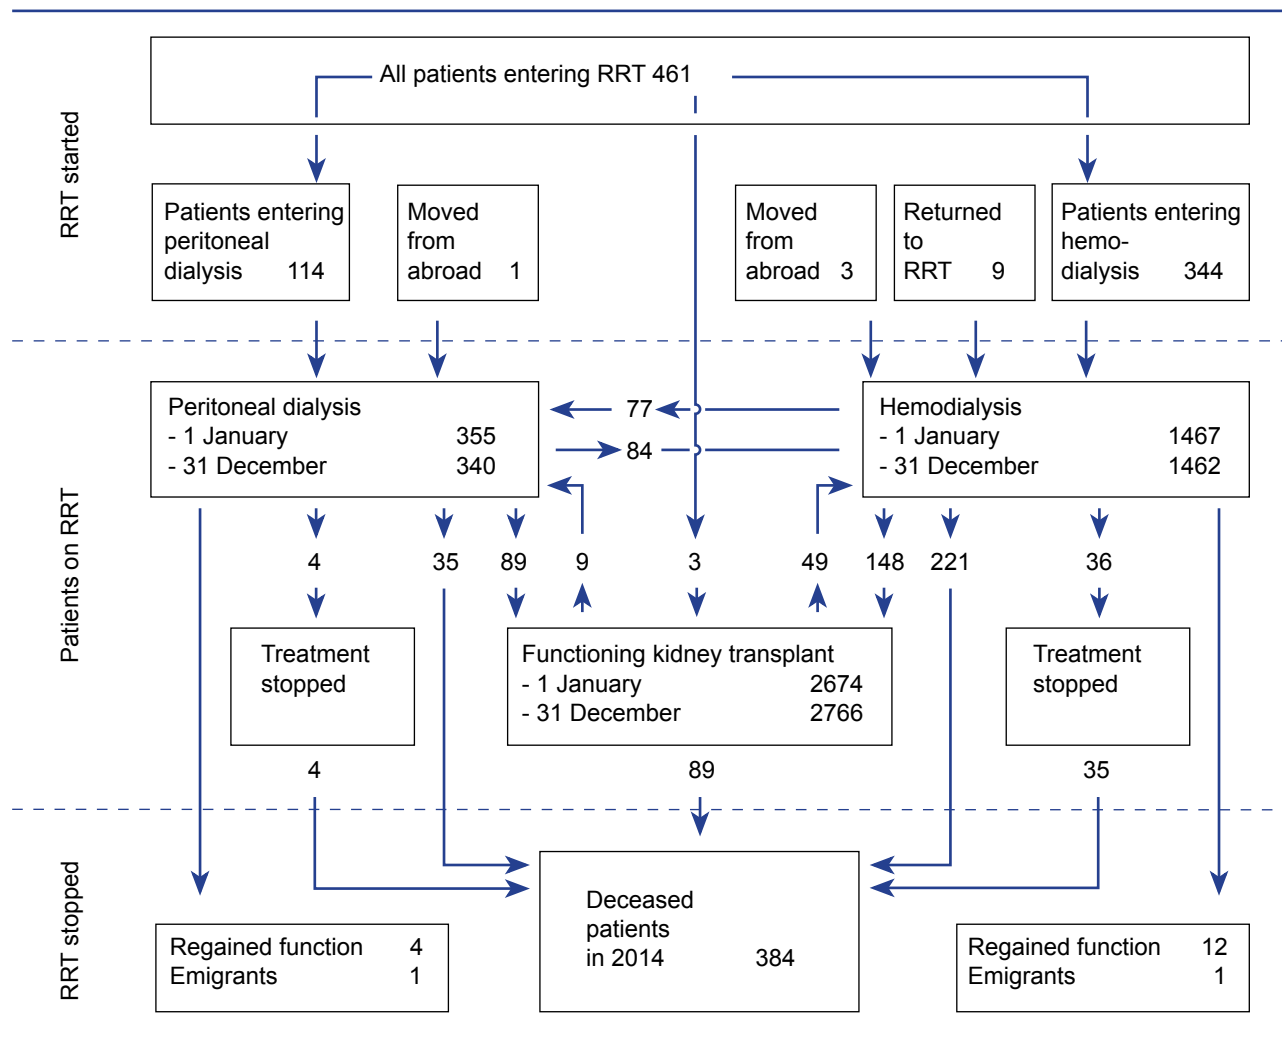 All patients entering RRT 461
RRT started
Patients entering
peritoneal
dialysis 114
Moved
from
abroad 1
Moved
from
abroad 3
Returned
to
RRT 9
Patients entering
hemo-
dialysis 344
Patients on RRT
Peritoneal dialysis
- 1 January 355
- 31 December 340
77
84
Hemodialysis
- 1 January 1467
- 31 December 1462
4 35 89 9 3 49 148 221 36
Treatment
stopped
Functioning kidney transplant
- 1 January 2674
- 31 December 2766
Treatment
stopped
4 89 35
RRT stopped
Regained function 4
Emigrants 1
Deceased
patients
in 2014 384
Regained function 12
Emigrants 1